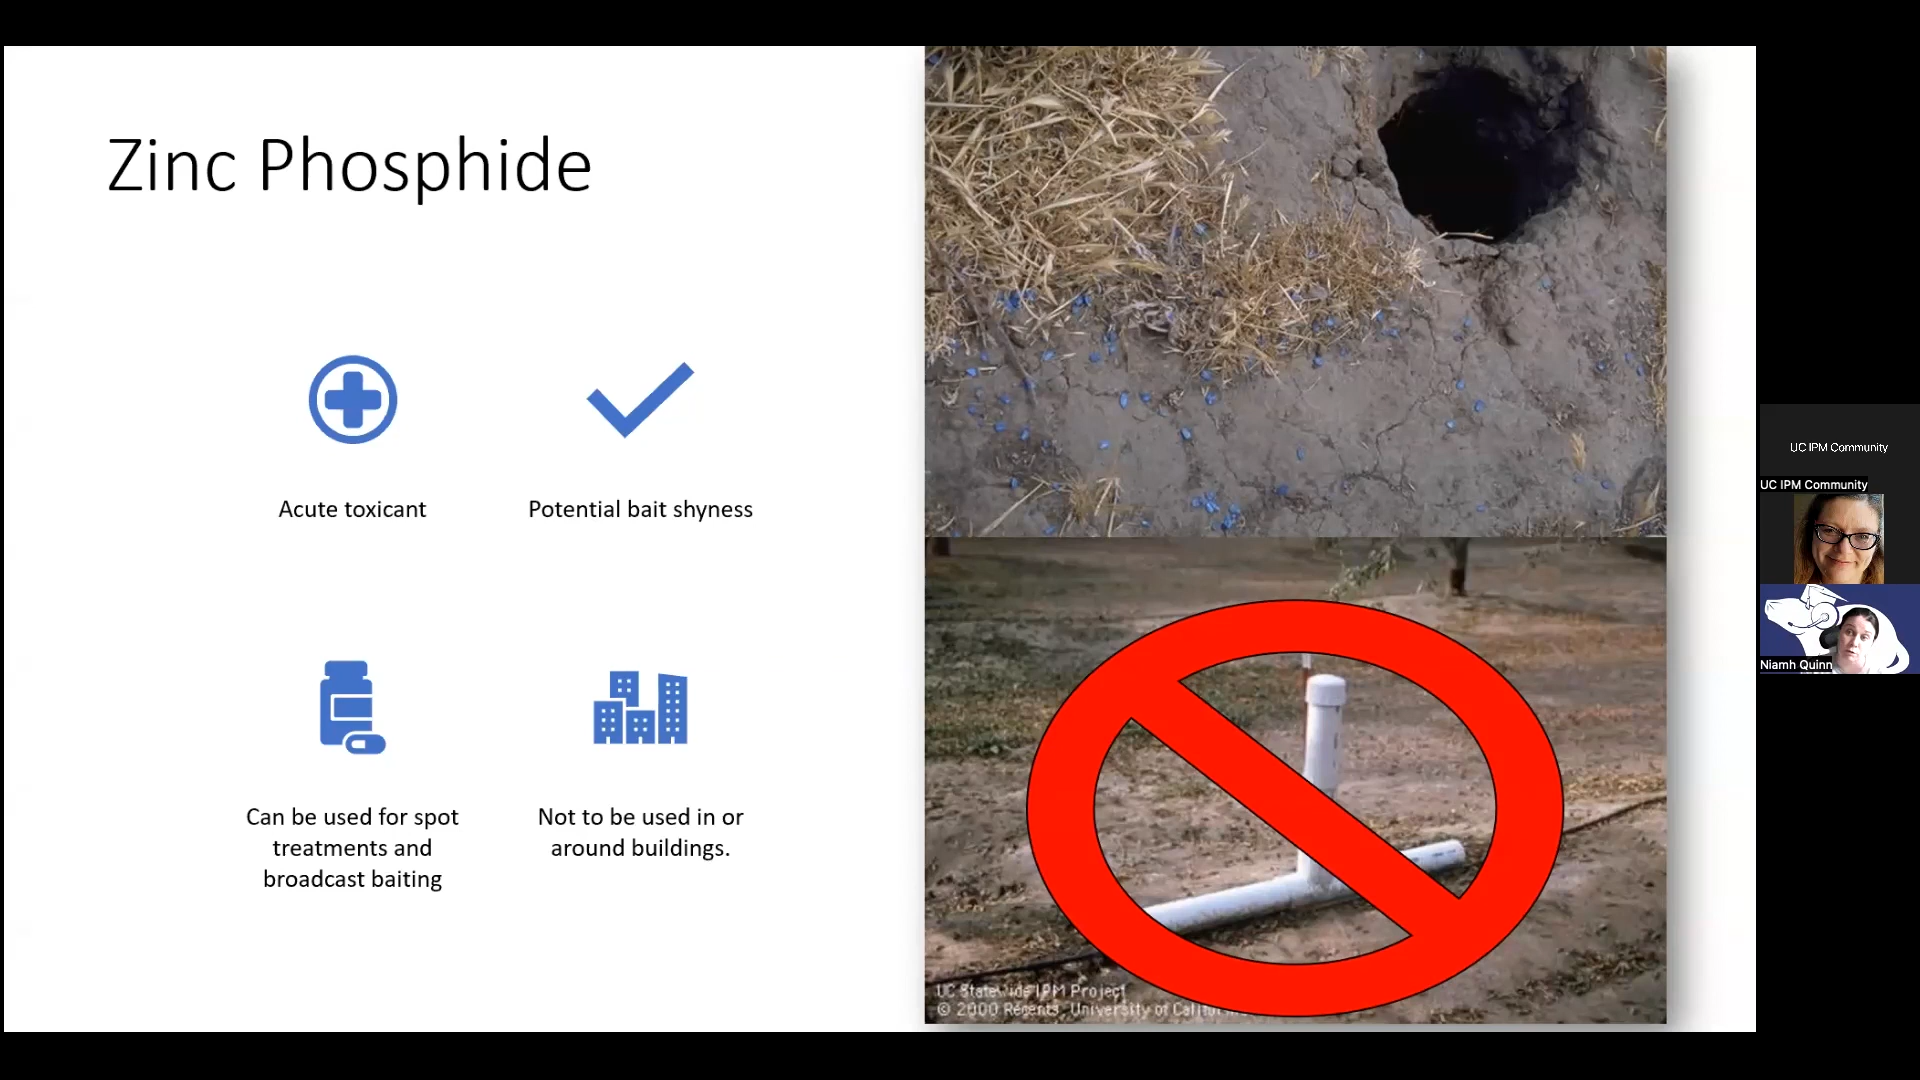 Zinc Phosphide
Acute toxicant
Potential bait shyness
Can be used for spot
treatments and
broadcast baiting
Not to be used in or
around buildings.
UC Statewide IPM Project
© 2000 Regents, University of
UC IPM Community
UC IPM Community
Niamh Quinn